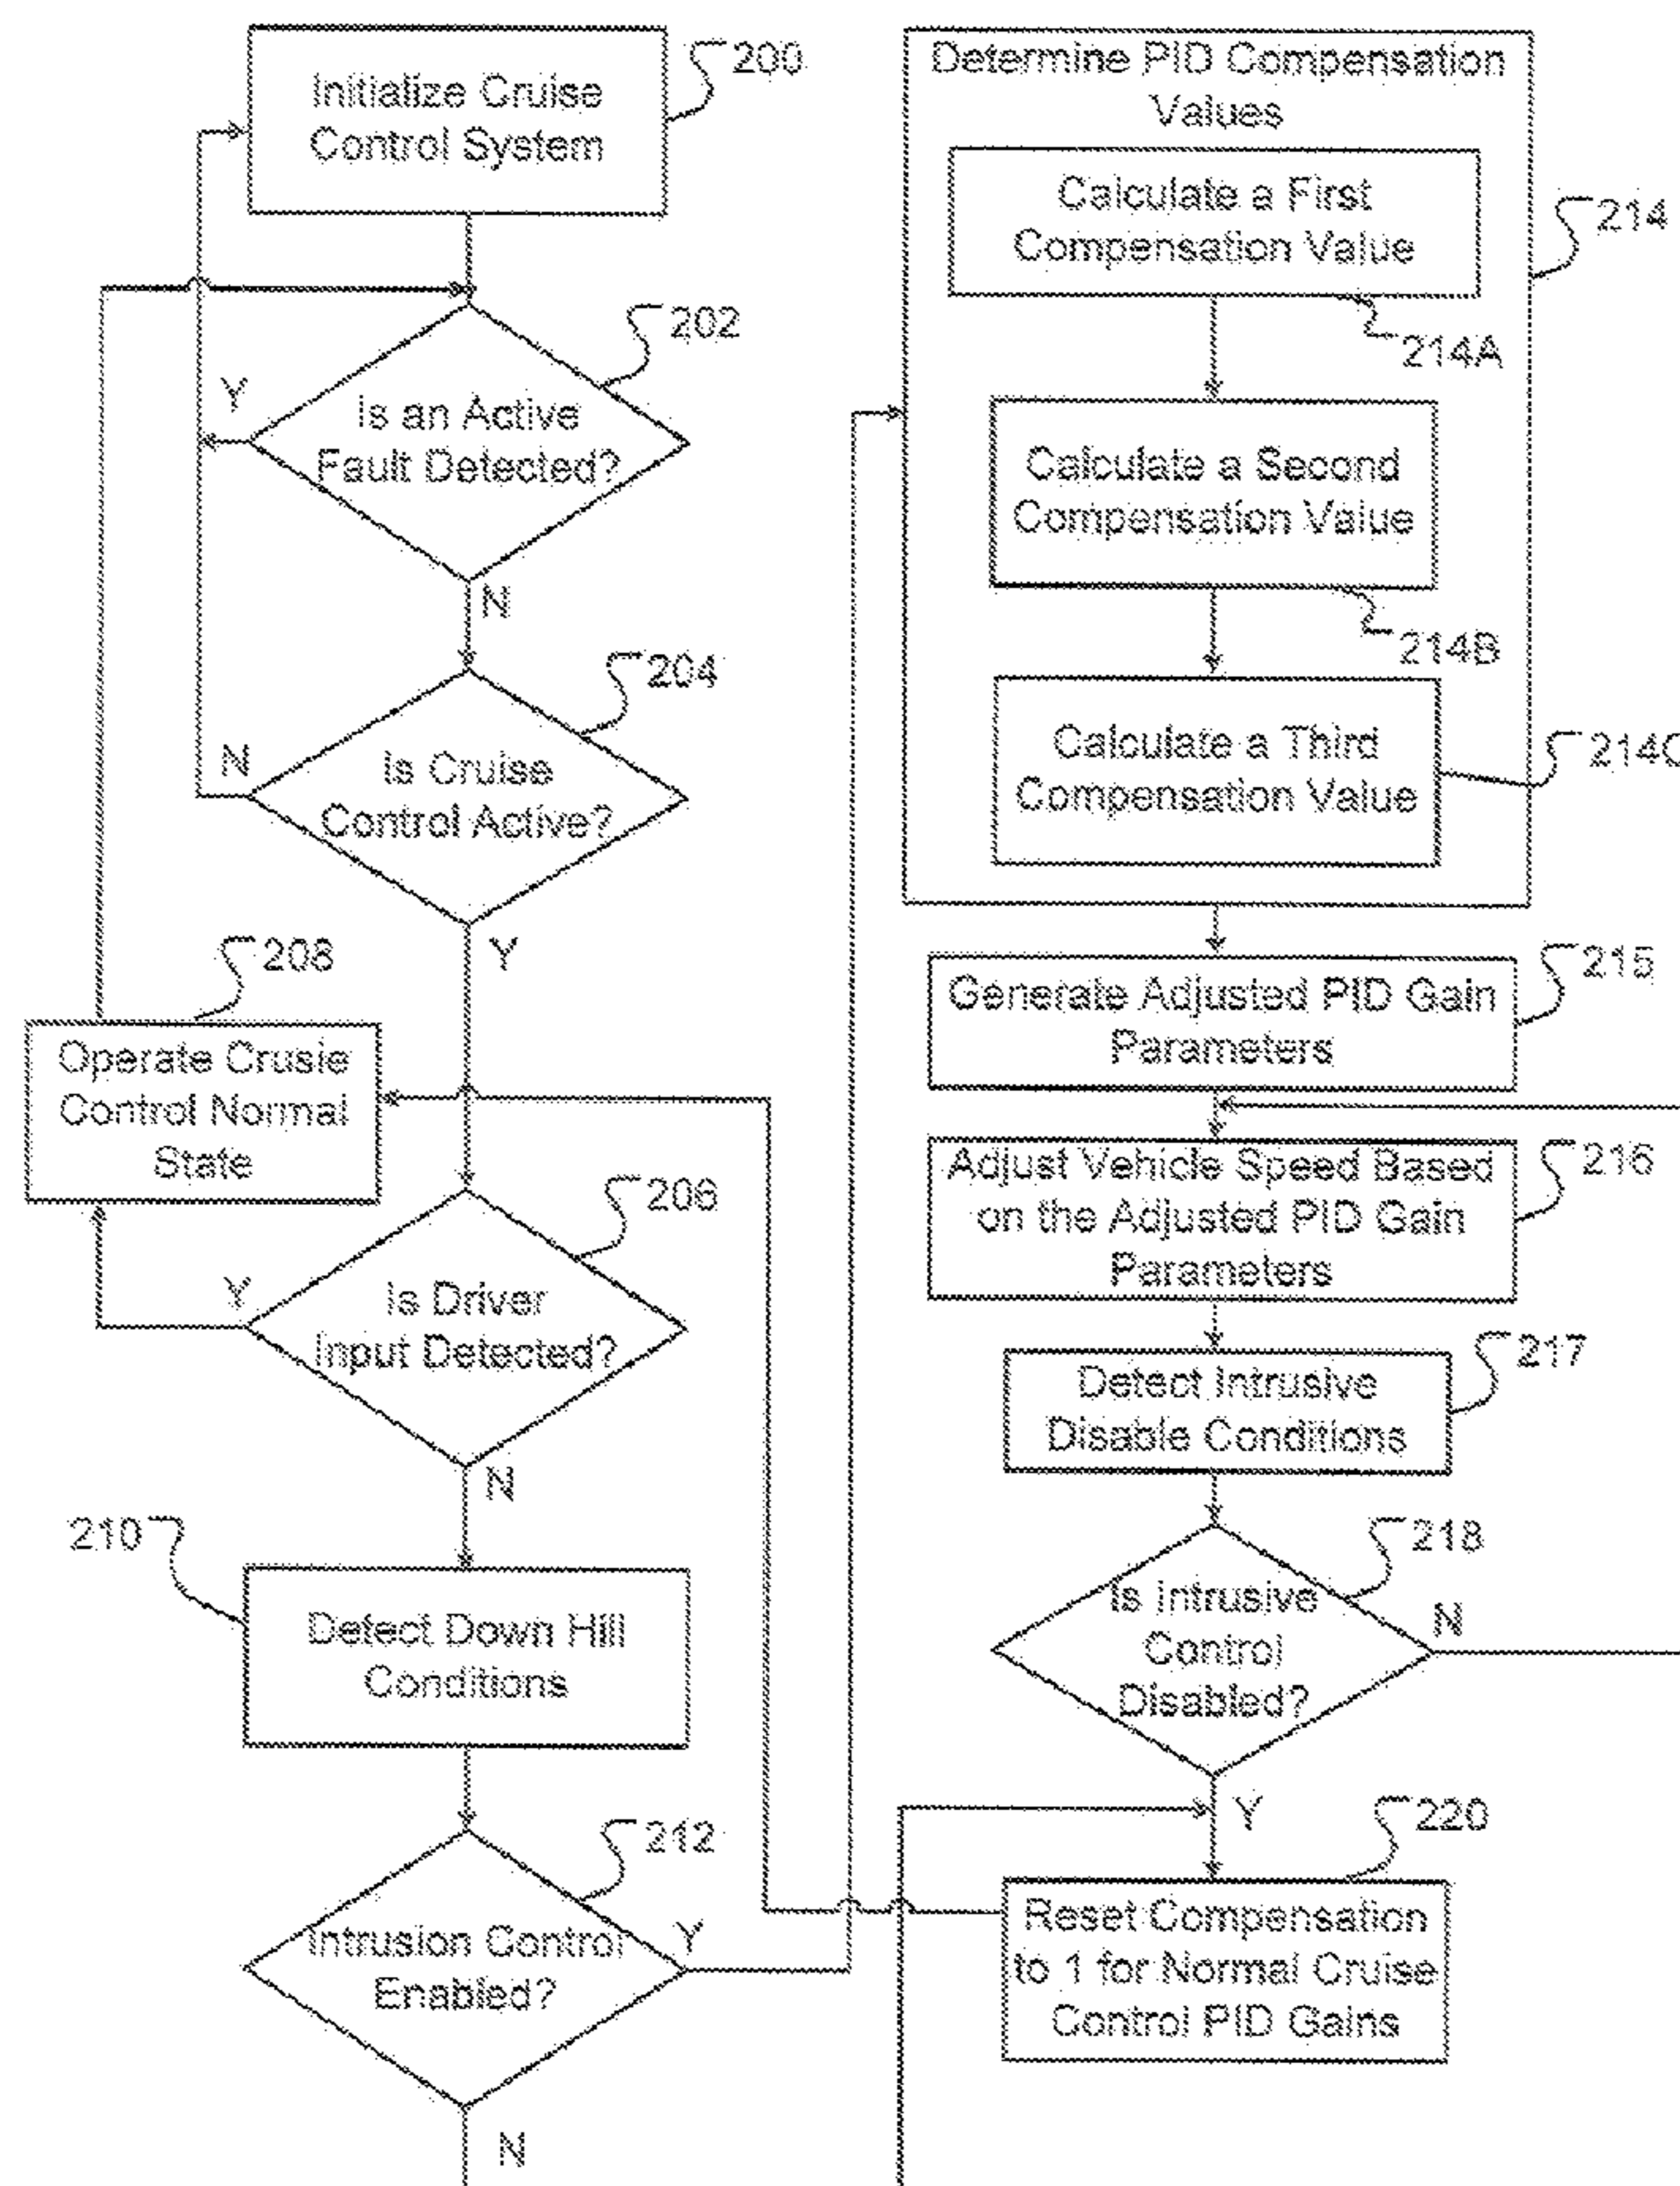 Initialize Cruise
Control System
200
Is an Active
Fault Detected?
202
Y
N
Is Cruise
Control Active?
204
N
Y
208
Operate Crusie
Control Normal
State
Is Driver
Input Detected?
206
Y
N
210
Detect Down Hill
Conditions
Intrusion Control
Enabled?
212
Y
N
Determine PID Compensation
Values
214
Calculate a First
Compensation Value
214A
Calculate a Second
Compensation Value
214B
Calculate a Third
Compensation Value
214C
Generate Adjusted PID Gain
Parameters
215
Adjust Vehicle Speed Based
on the Adjusted PID Gain
Parameters
216
Detect Intrusive
Disable Conditions
217
Is Intrusive
Control
Disabled?
218
N
Y
220
Reset Compensation
to 1 for Normal Cruise
Control PID Gains